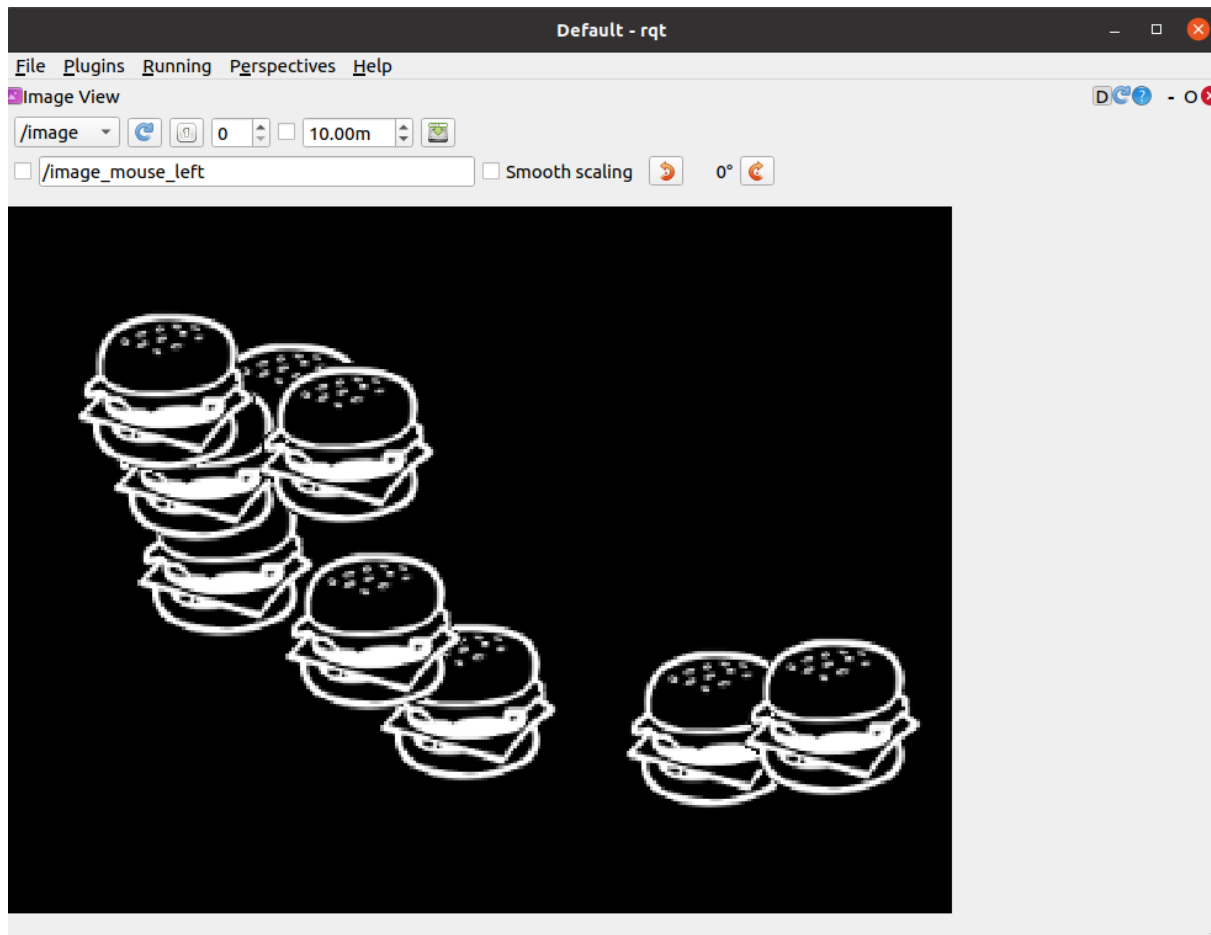 Default - rqt
File Plugins Running Perspectives Help
Image View D ? - O
/image 0 10.00m
/image_mouse_left Smooth scaling 0°